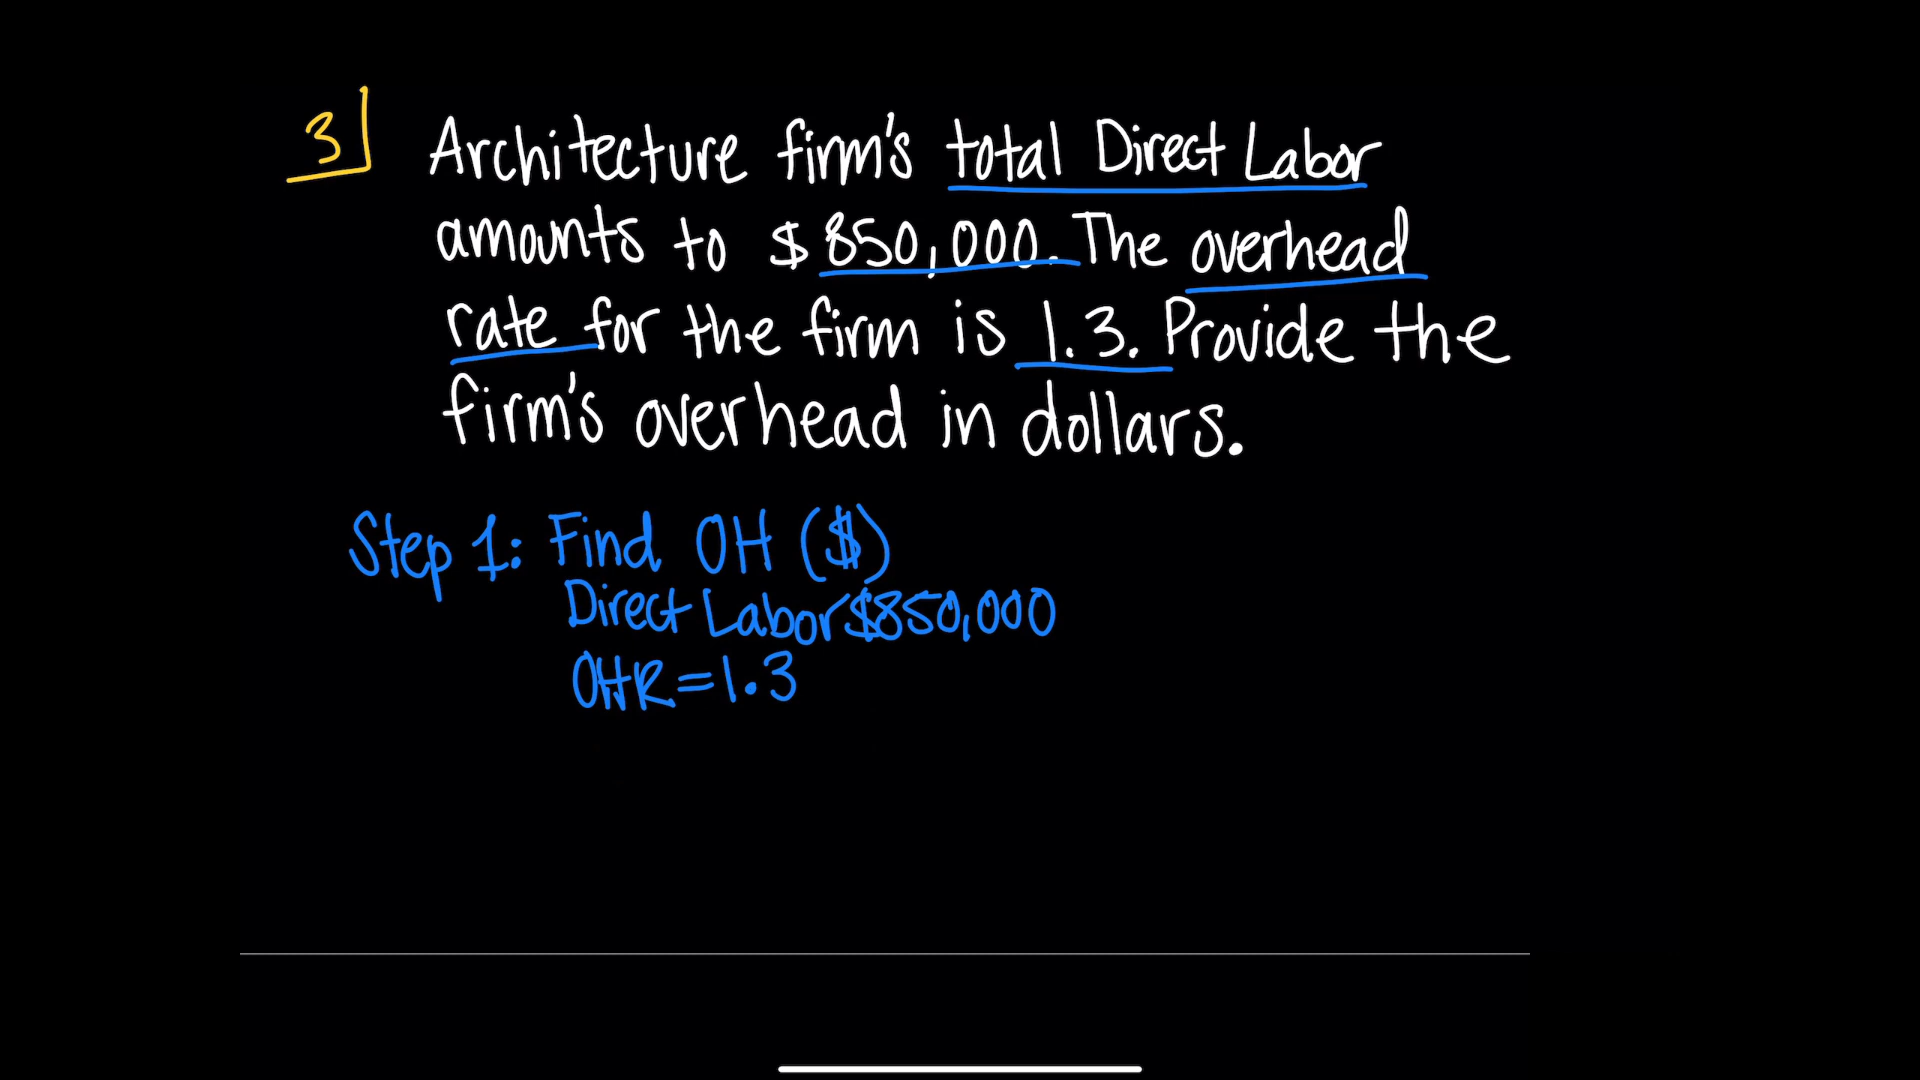 3
Architecture firm's total Direct Labor
amounts to $850,000. The overhead
rate for the firm is 1.3. Provide the
firm's overhead in dollars.
Step 1: Find OH ($)
Direct Labor $850,000
OHR = 1.3